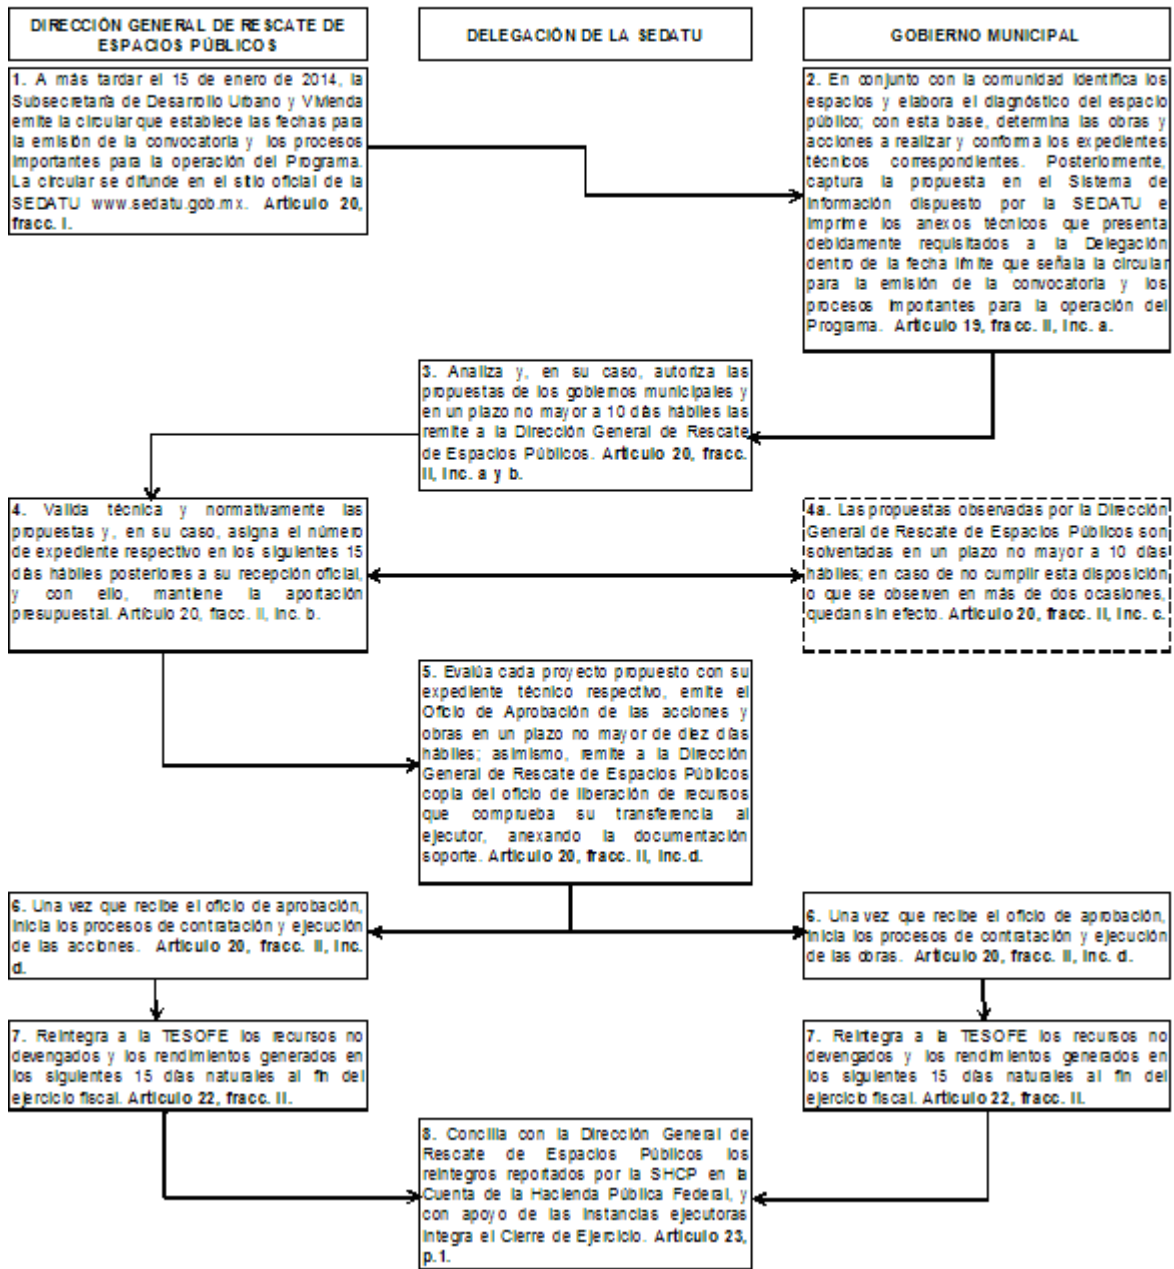 DIRECCIÓN GENERAL DE RESCATE DE
ESPACIOS PÚBLICOS
DELEGACIÓN DE LA SEDATU
GOBIERNO MUNICIPAL
1. A más tardar el 15 de enero de 2014, la
Subsecretaría de Desarrollo Urbano y Vivienda
emite la circular que establece las fechas para
la emisión de la convocatoria y los procesos
importantes para la operación del Programa.
La circular se difunde en el sitio oficial de la
SEDATU www.sedatu.gob.mx. Artículo 20,
fracc. I.
2. En conjunto con la comunidad identifica los
espacios y elabora el diagnóstico del espacio
público; con esta base, determina las obras y
acciones a realizar y conforma los expedientes
técnicos correspondientes. Posteriormente,
captura la propuesta en el Sistema de
Información dispuesto por la SEDATU e
imprime los anexos técnicos que presenta
debidamente requisitados a la Delegación
dentro de la fecha límite que señala la circular
para la emisión de la convocatoria y los
procesos importantes para la operación del
Programa. Artículo 19, fracc. II, inc. a.
3. Analiza y, en su caso, autoriza las
propuestas de los gobiernos municipales y
en un plazo no mayor a 10 días hábiles las
remite a la Dirección General de Rescate
de Espacios Públicos. Artículo 20, fracc.
II, inc. a y b.
4. Valida técnica y normativamente las
propuestas y, en su caso, asigna el número
de expediente respectivo en los siguientes 15
días hábiles posteriores a su recepción oficial,
y con ello, mantiene la aportación
presupuestal. Artículo 20, fracc. II, inc. b.
4a. Las propuestas observadas por la Dirección
General de Rescate de Espacios Públicos son
solventadas en un plazo no mayor a 10 días
hábiles; en caso de no cumplir esta disposición
o que se observen en más de dos ocasiones,
quedan sin efecto. Artículo 20, fracc. II, inc. c.
5. Evalúa cada proyecto propuesto con su
expediente técnico respectivo, emite el
Oficio de Aprobación de las acciones y
obras en un plazo no mayor de diez días
hábiles; asimismo, remite a la Dirección
General de Rescate de Espacios Públicos
copia del oficio de liberación de recursos
que comprueba su transferencia al
ejecutor, anexando la documentación
soporte. Artículo 20, fracc. II, inc.d.
6. Una vez que recibe el oficio de aprobación,
inicia los procesos de contratación y ejecución
de las acciones. Artículo 20, fracc. II, inc.
d.
6. Una vez que recibe el oficio de aprobación,
inicia los procesos de contratación y ejecución
de las obras. Artículo 20, fracc. II, inc. d.
7. Reintegra a la TESOFE los recursos no
devengados y los rendimientos generados en
los siguientes 15 días naturales al fin del
ejercicio fiscal. Artículo 22, fracc. II.
7. Reintegra a la TESOFE los recursos no
devengados y los rendimientos generados en
los siguientes 15 días naturales al fin del
ejercicio fiscal. Artículo 22, fracc. II.
8. Concilia con la Dirección General de
Rescate de Espacios Públicos los
reintegros reportados por la SHCP en la
Cuenta de la Hacienda Pública Federal, y
con apoyo de las instancias ejecutoras
integra el Cierre de Ejercicio. Artículo 23,
p.1.